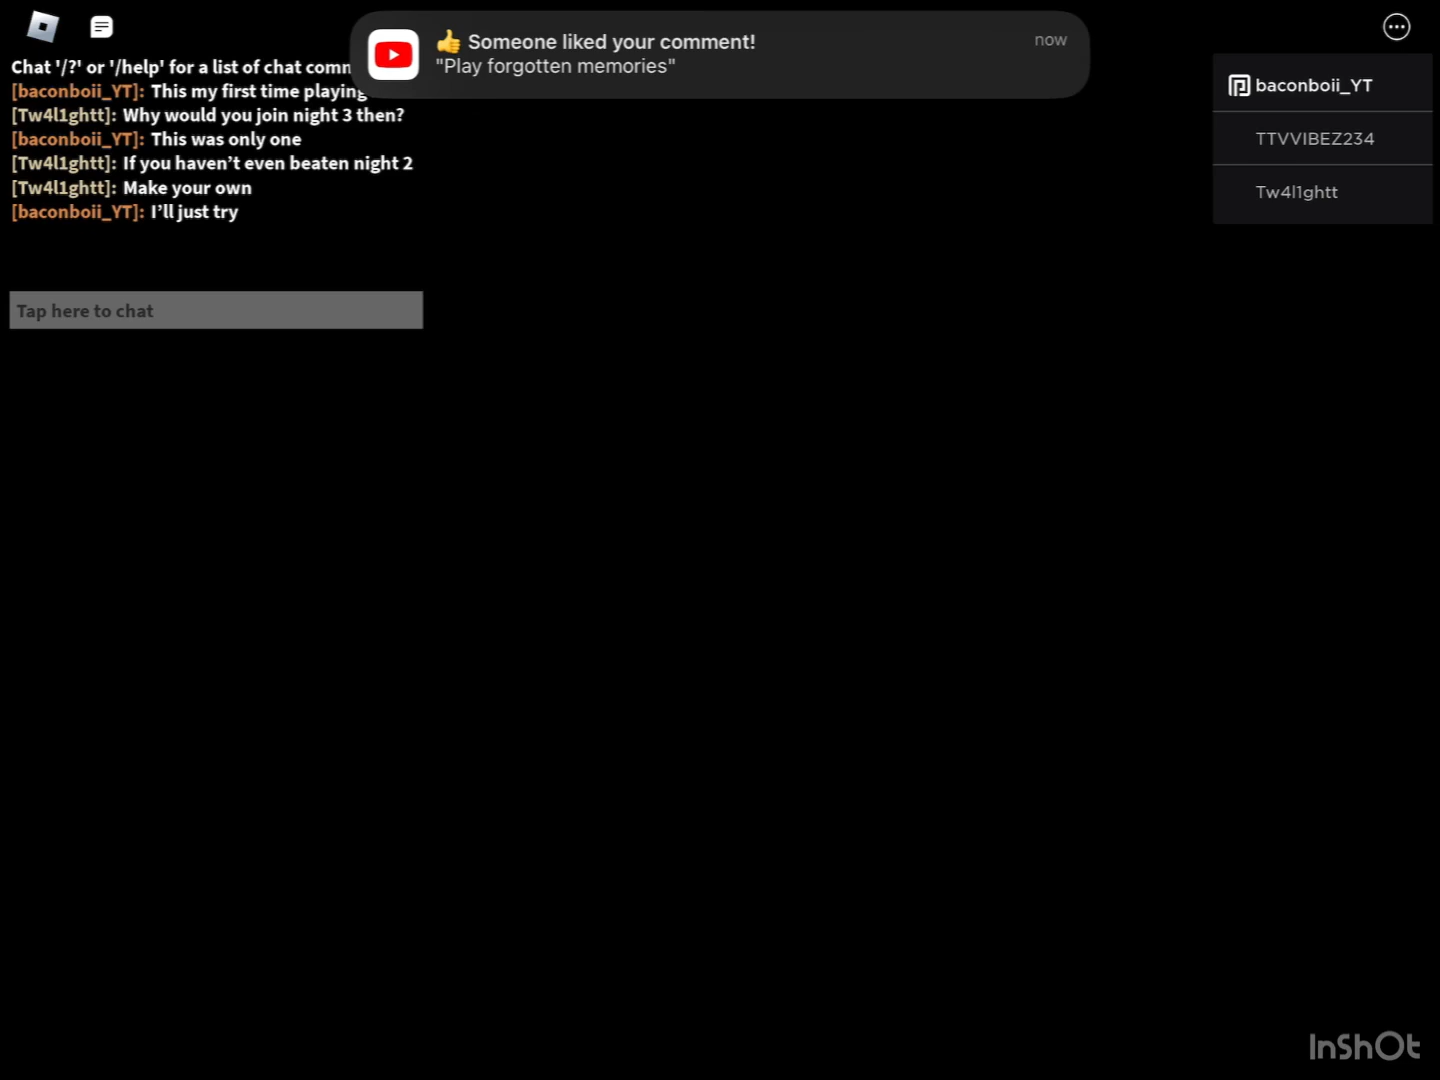 👍 Someone liked your comment!
now
"Play forgotten memories"
Chat '/?' or '/help' for a list of chat comm
[baconboii_YT]: This my first time playing
[Tw4l1ghtt]: Why would you join night 3 then?
[baconboii_YT]: This was only one
[Tw4l1ghtt]: If you haven’t even beaten night 2
[Tw4l1ghtt]: Make your own
[baconboii_YT]: I’ll just try
Tap here to chat
baconboii_YT
TTVVIBEZ234
Tw4l1ghtt
InShOt